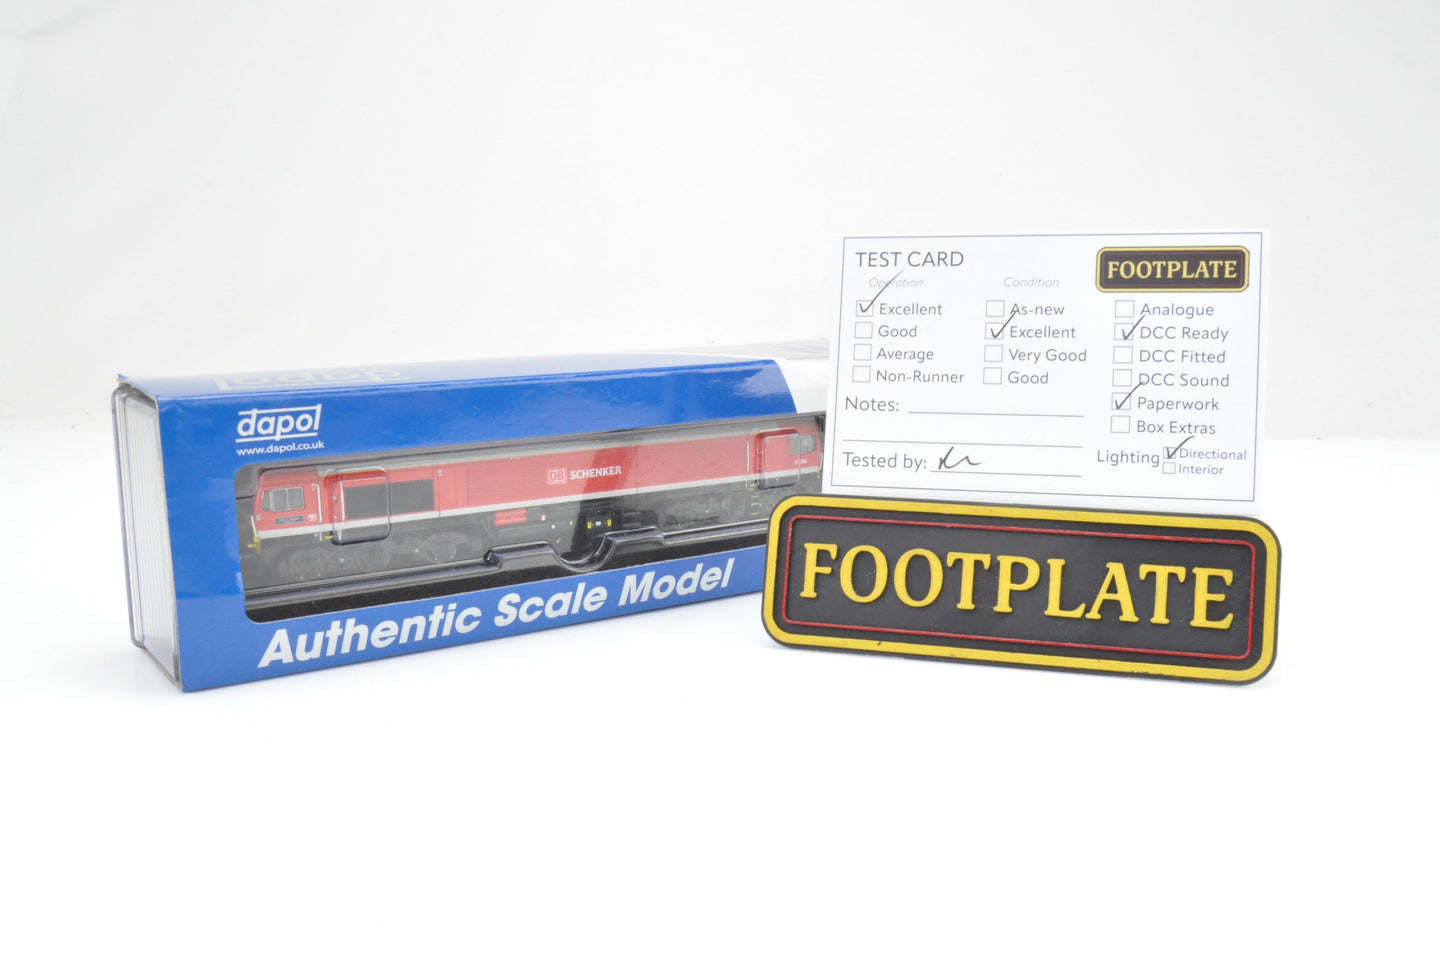 dapol
dapol
www.dapol.co.uk
DB SCHENKER
Authentic Scale Model
TEST CARD
FOOTPLATE
Operation
Excellent
Good
Average
Non-Runner
Condition
As-new
Excellent
Very Good
Good
Analogue
DCC Ready
DCC Fitted
DCC Sound
Paperwork
Box Extras
Notes:
Tested by:
Lighting
Directional
Interior
FOOTPLATE